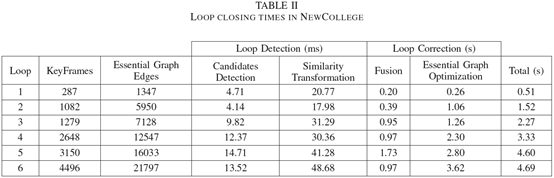 TABLE II
LOOP CLOSING TIMES IN NEWCOLLEGE
Loop Detection (ms) Loop Correction (s)
Loop KeyFrames Essential Graph Edges Candidates Detection Similarity Transformation Fusion Essential Graph Optimization Total (s)
1 287 1347 4.71 20.77 0.20 0.26 0.51
2 1082 5950 4.14 17.98 0.39 1.06 1.52
3 1279 7128 9.82 31.29 0.95 1.26 2.27
4 2648 12547 12.37 30.36 0.97 2.30 3.33
5 3150 16033 14.71 41.28 1.73 2.80 4.60
6 4496 21797 13.52 48.68 0.97 3.62 4.69